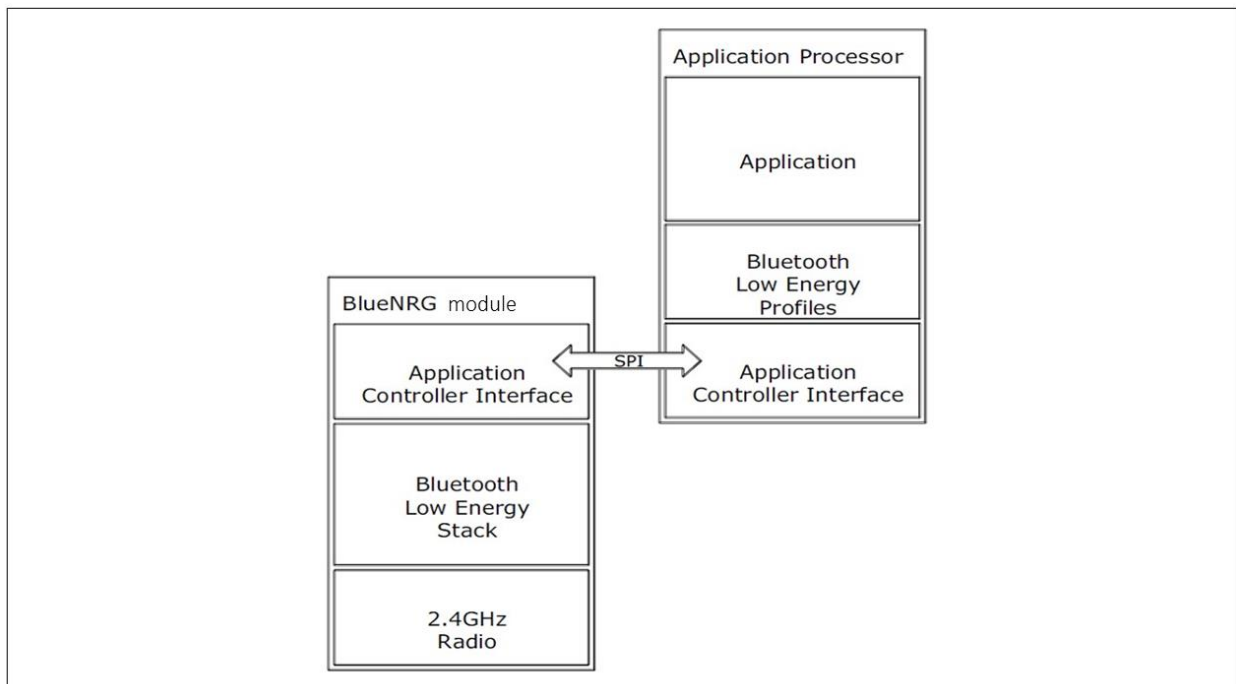 Application Processor
Application
Bluetooth
Low Energy
Profiles
Application
Controller Interface
SPI
BlueNRG module
Application
Controller Interface
Bluetooth
Low Energy
Stack
2.4GHz
Radio